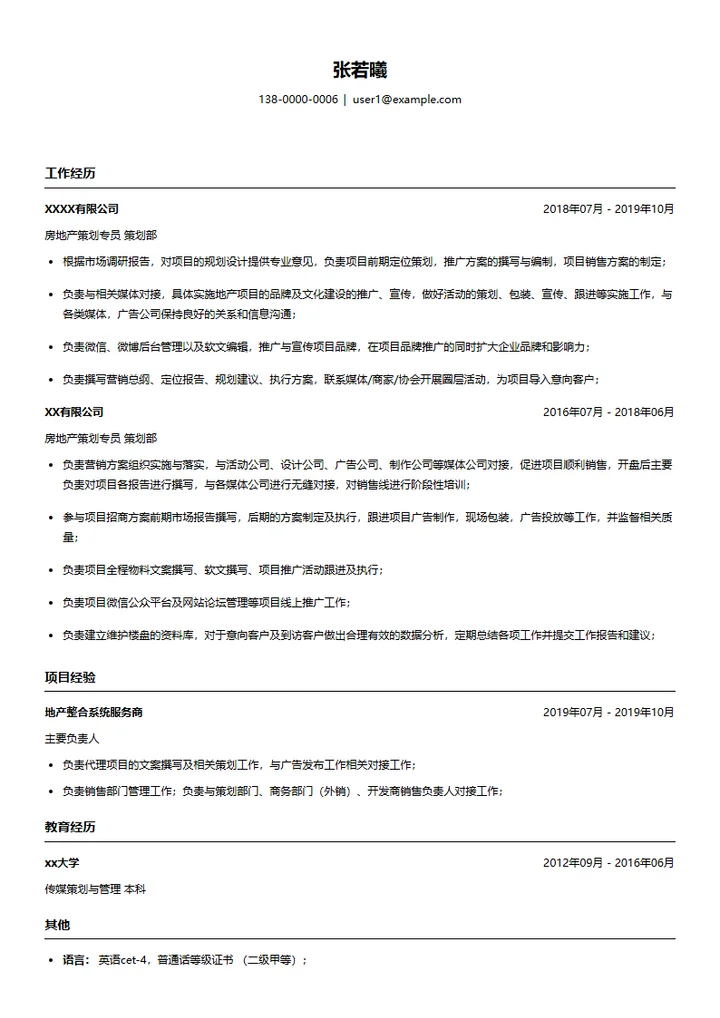 张若曦
138-0000-0006 | user1@example.com
工作经历
XXXX有限公司 2018年07月 - 2019年10月
房地产策划专员 策划部
• 根据市场调研报告，对项目的规划设计提供专业意见，负责项目前期定位策划，推广方案的撰写与编制，项目销售方案的制定；
• 负责与相关媒体对接，具体实施地产项目的品牌及文化建设的推广、宣传，做好活动的策划、包装、宣传、跟进等实施工作，与
各类媒体，广告公司保持良好的关系和信息沟通；
• 负责微信、微博后台管理以及软文编辑，推广与宣传项目品牌，在项目品牌推广的同时扩大企业品牌和影响力；
• 负责撰写营销总纲、定位报告、规划建议、执行方案，联系媒体/商家/协会开展圈层活动，为项目导入意向客户；
XX有限公司 2016年07月 - 2018年06月
房地产策划专员 策划部
• 负责营销方案组织实施与落实，与活动公司、设计公司、广告公司、制作公司等媒体公司对接，促进项目顺利销售，开盘后主要
负责对项目各报告进行撰写，与各媒体公司进行无缝对接，对销售线进行阶段性培训；
• 参与项目招商方案前期市场报告撰写，后期的方案制定及执行，跟进项目广告制作，现场包装，广告投放等工作，并监督相关质
量；
• 负责项目全程物料文案撰写、软文撰写、项目推广活动跟进及执行；
• 负责项目微信公众平台及网站论坛管理等项目线上推广工作；
• 负责建立维护楼盘的资料库，对于意向客户及到访客户做出合理有效的数据分析，定期总结各项工作并提交工作报告和建议；
项目经验
地产整合系统服务商 2019年07月 - 2019年10月
主要负责人
• 负责代理项目的文案撰写及相关策划工作，与广告发布工作相关对接工作；
• 负责销售部门管理工作；负责与策划部门、商务部门（外销）、开发商销售负责人对接工作；
教育经历
xx大学 2012年09月 - 2016年06月
传媒策划与管理 本科
其他
• 语言： 英语cet-4，普通话等级证书 （二级甲等）；